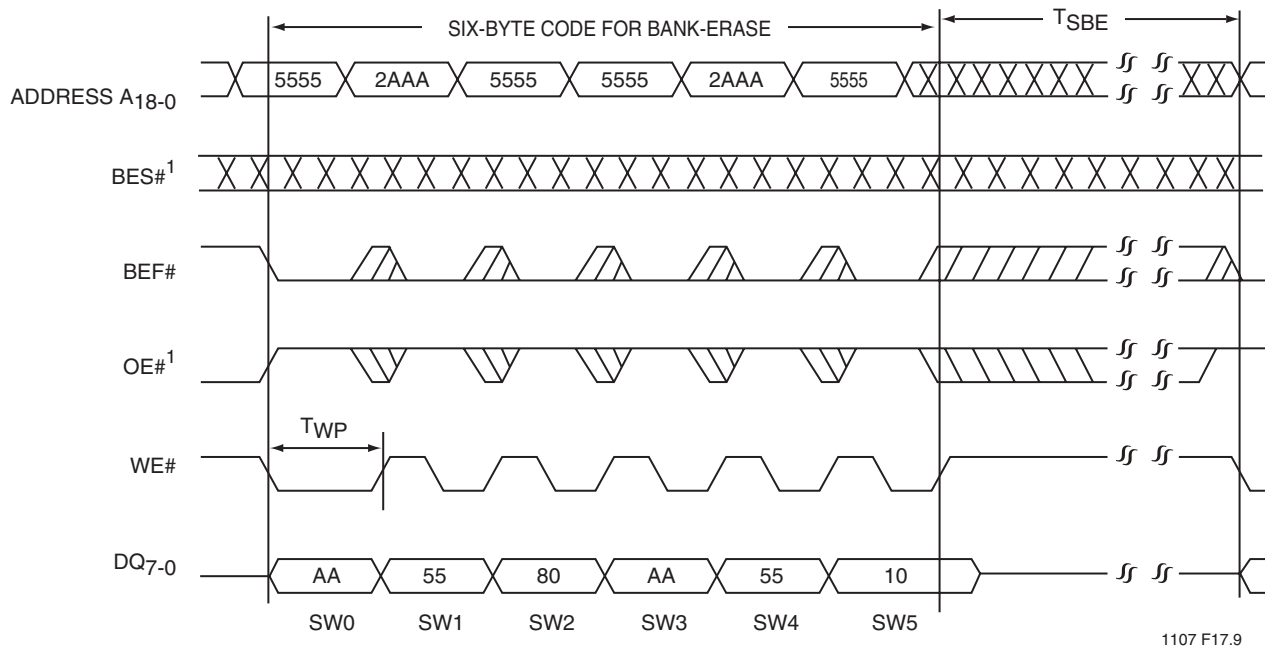 SIX-BYTE CODE FOR BANK-ERASE
TSBE
ADDRESS A18-0
5555 2AAA 5555 5555 2AAA 5555
BES#1
BEF#
OE#1
TWP
WE#
DQ7-0
AA 55 80 AA 55 10
SW0 SW1 SW2 SW3 SW4 SW5
1107 F17.9